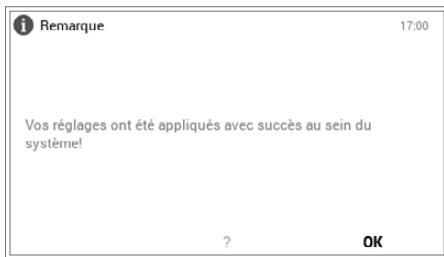 i Remarque 17:00
Vos réglages ont été appliqués avec succès au sein du
système!
? OK